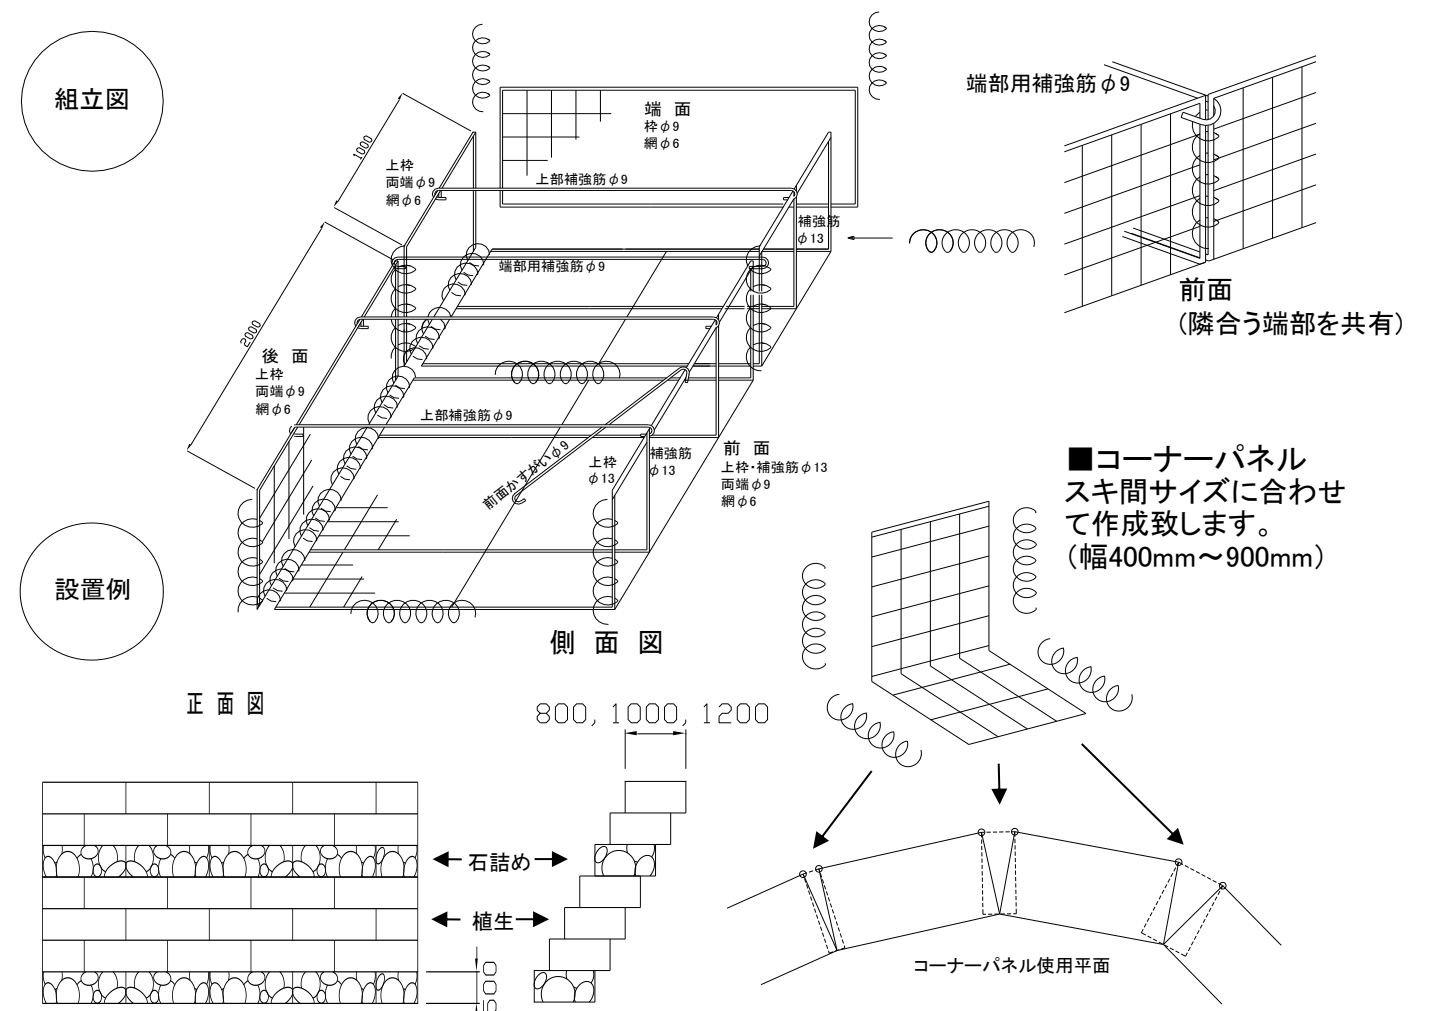 組立図
端 面
枠φ9
網φ6
1000
上枠
両端φ9
網φ6
上部補強筋φ9
補強筋
φ13
端部用補強筋φ9
2000
後 面
上枠
両端φ9
網φ6
上部補強筋φ9
前面かすがいφ9
上枠
φ13
補強筋
φ13
前 面
上枠・補強筋φ13
両端φ9
網φ6
側 面 図
端部用補強筋φ9
前面
(隣合う端部を共有)
■コーナーパネル
スキ間サイズに合わせ
て作成致します。
(幅400mm～900mm)
設置例
正 面 図
800, 1000, 1200
石詰め
植生
500
コーナーパネル使用平面